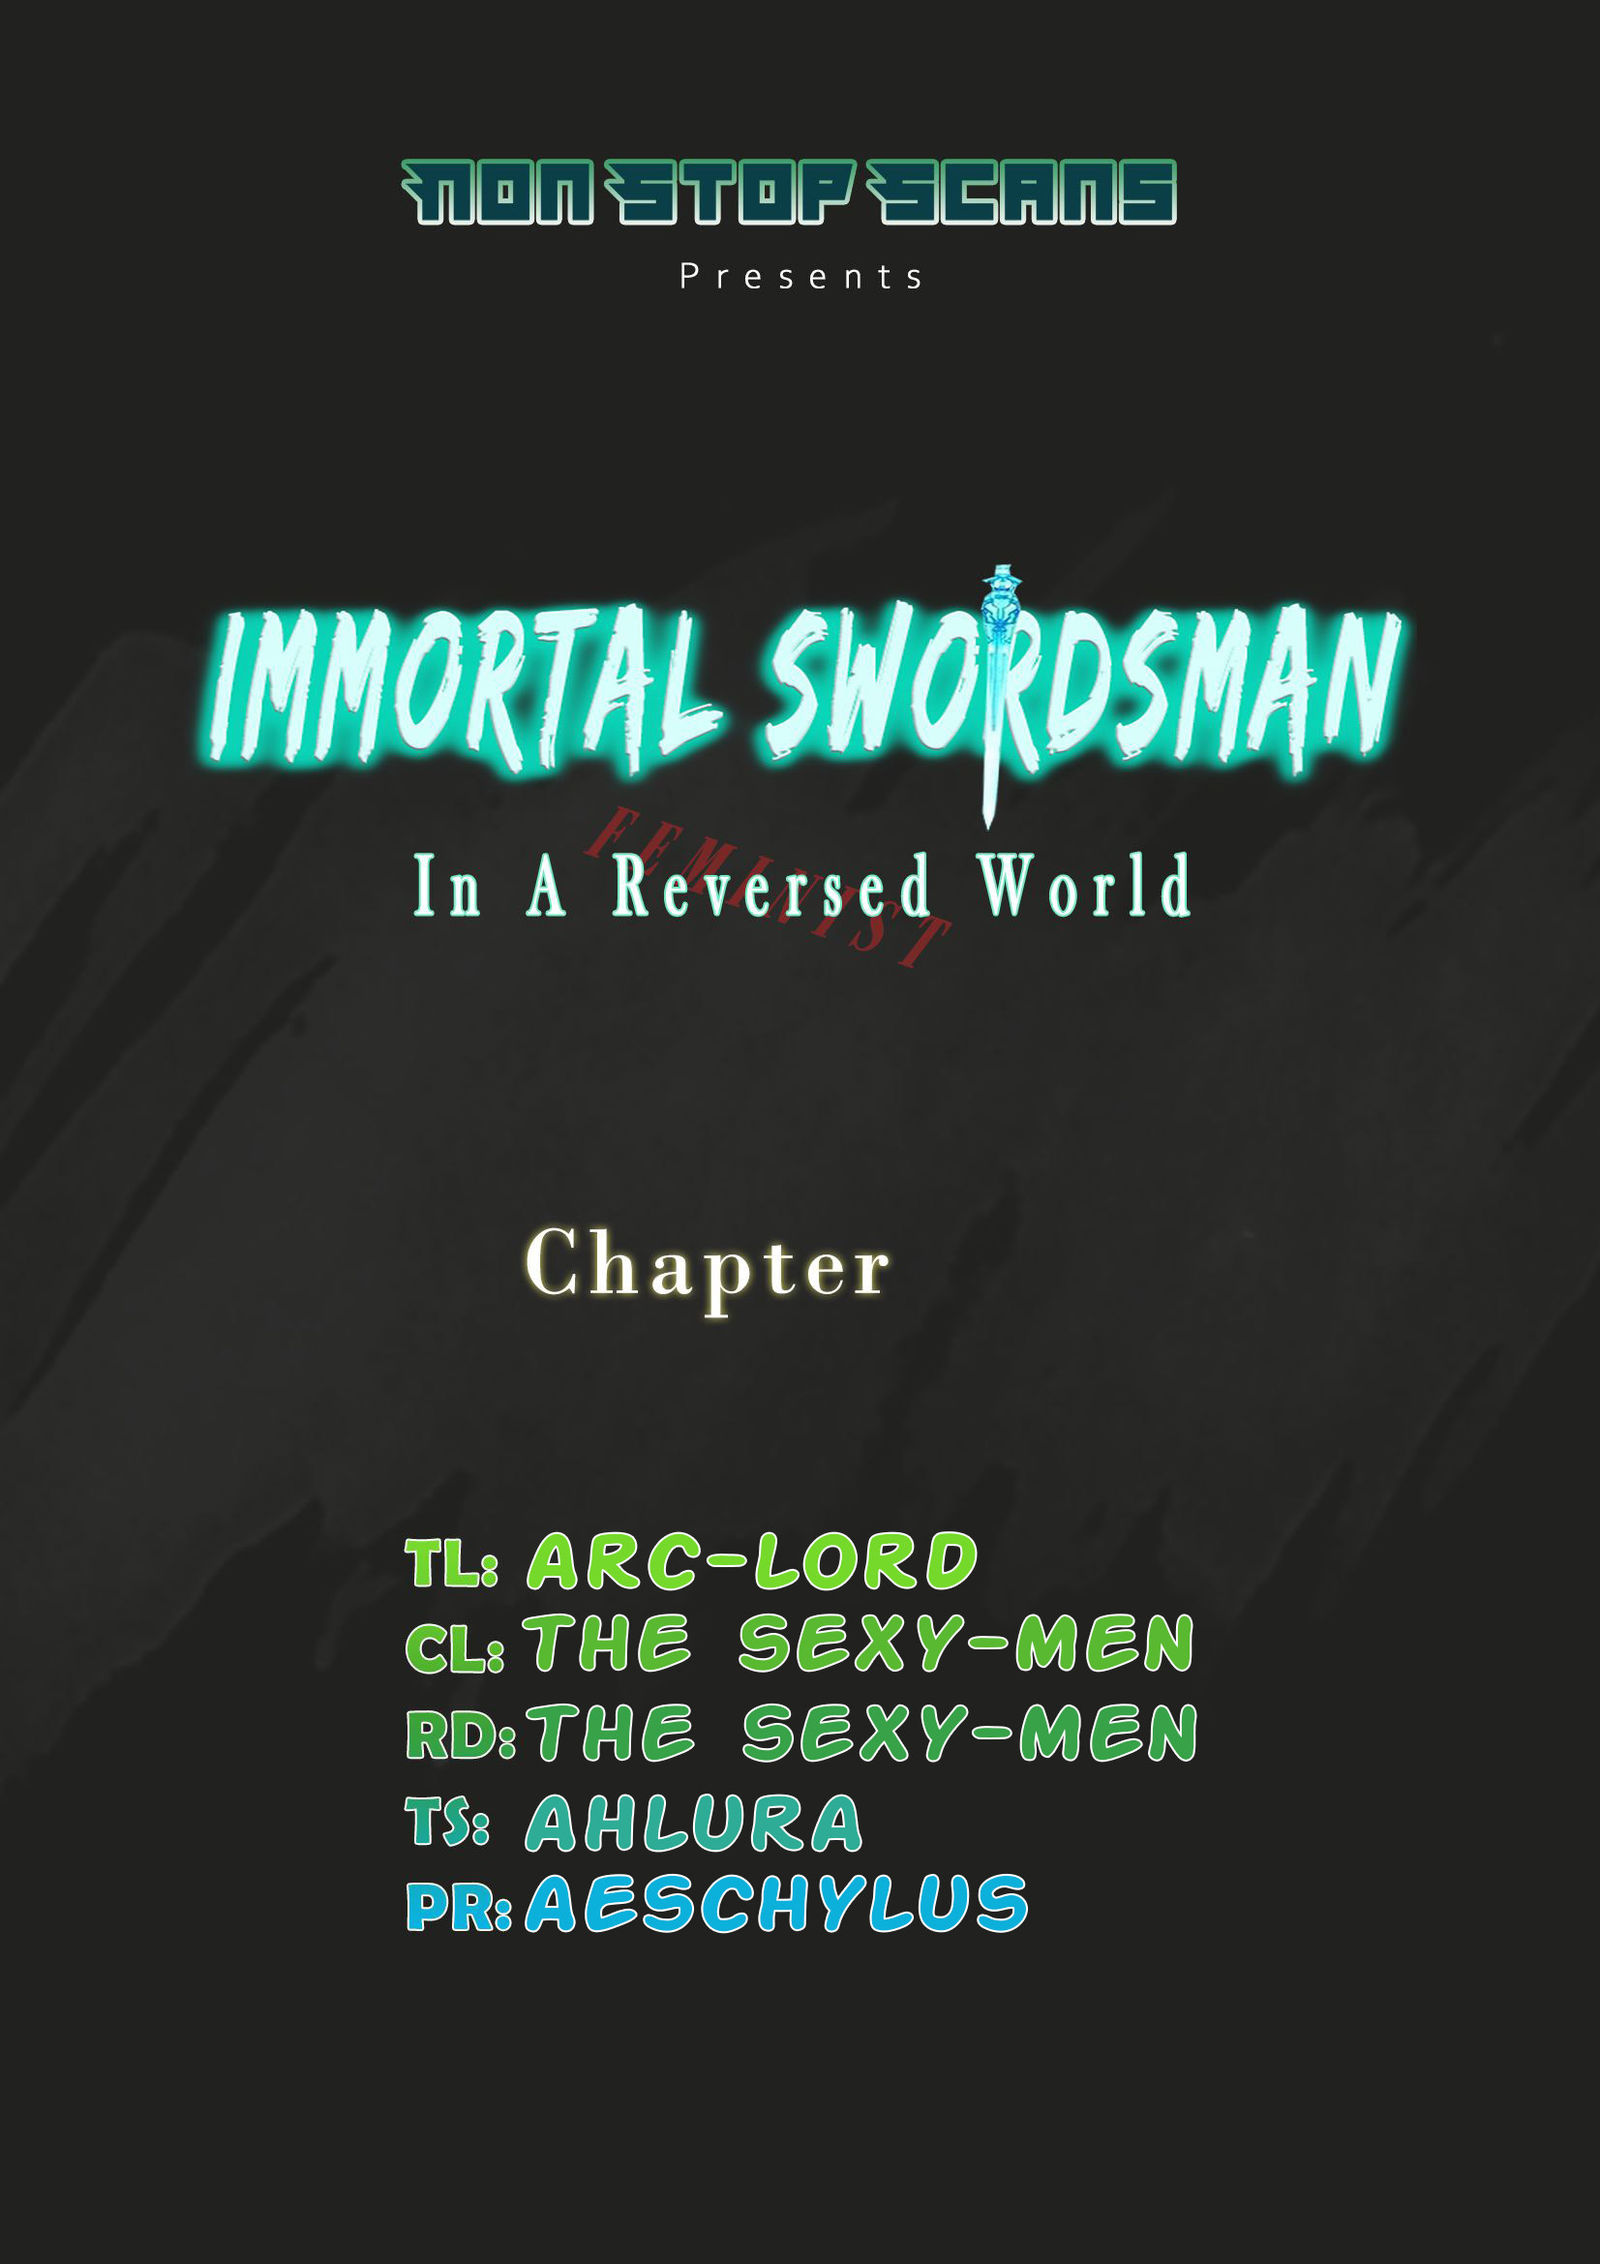 NON STOP SCANS
Presents
IMMORTAL SWORDSMAN
FEMINIST
In A Reversed World
Chapter
TL: ARC-LORD
CL: THE SEXY-MEN
RD: THE SEXY-MEN
TS: AHLURA
PR: AESCHYLUS